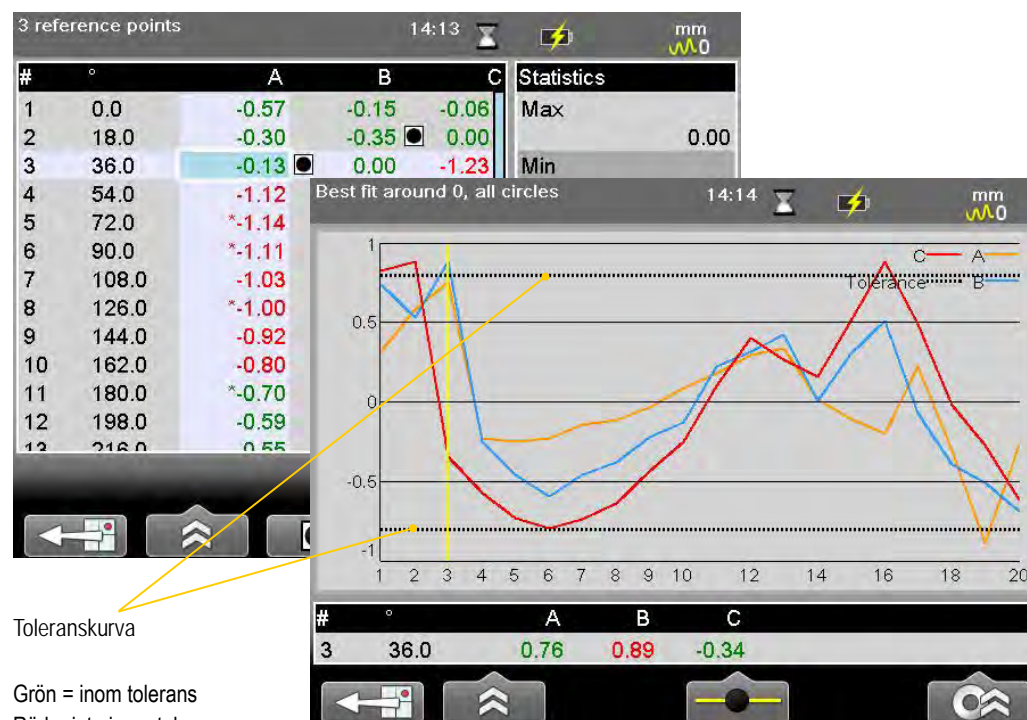 3 reference points 14:13 mm
0
# ° A B C Statistics
1 0.0 -0.57 -0.15 -0.06 Max
2 18.0 -0.30 -0.35 0.00 0.00
3 36.0 -0.13 0.00 -1.23 Min
4 54.0 -1.12
5 72.0 *-1.14
6 90.0 *-1.11
7 108.0 -1.03
8 126.0 *-1.00
9 144.0 -0.92
10 162.0 -0.80
11 180.0 *-0.70
12 198.0 -0.59
13 216.0
Best fit around 0, all circles 14:14 mm
0
1
C A
Tolerance B
0.5
0
-0.5
-1
1 2 3 4 5 6 7 8 9 10 12 14 16 18 20
# ° A B C
3 36.0 0.76 0.89 -0.34
Toleranskurva
Grön = inom tolerans